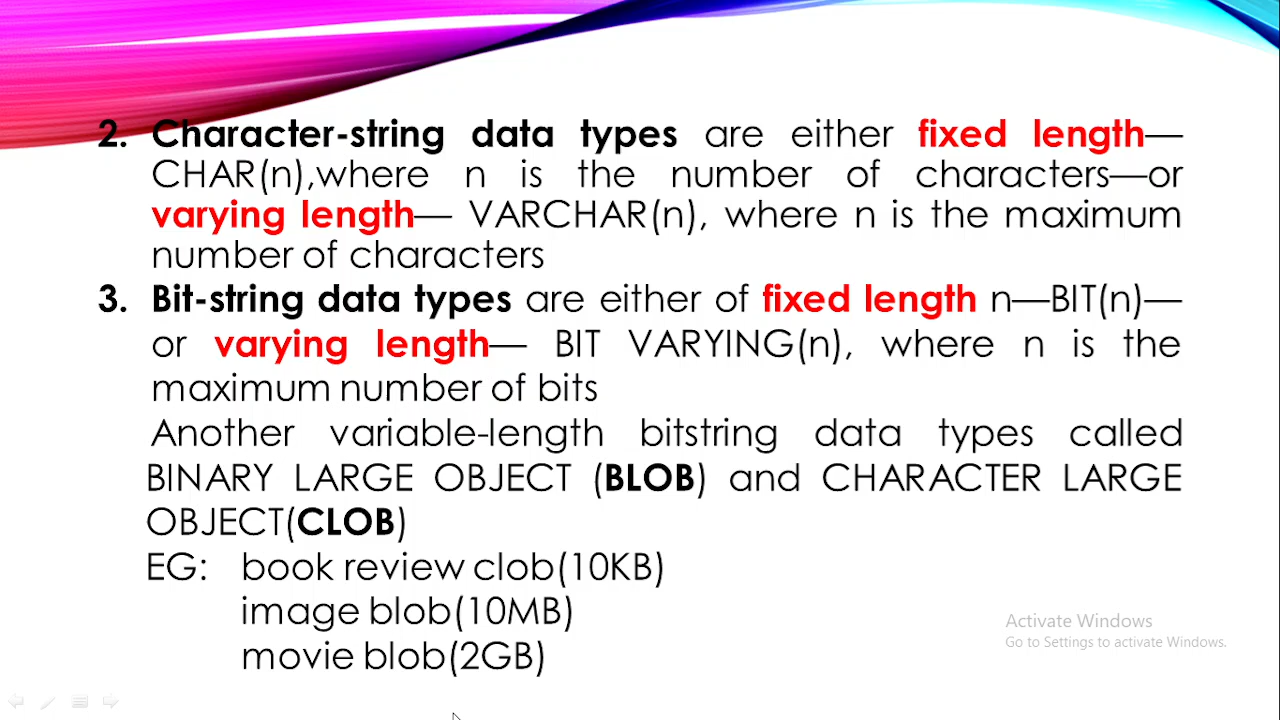 2. Character-string data types are either fixed length—
CHAR(n),where n is the number of characters—or
varying length— VARCHAR(n), where n is the maximum
number of characters
3. Bit-string data types are either of fixed length n—BIT(n)—
or varying length— BIT VARYING(n), where n is the
maximum number of bits
Another variable-length bitstring data types called
BINARY LARGE OBJECT (BLOB) and CHARACTER LARGE
OBJECT(CLOB)
EG: book review clob(10KB)
image blob(10MB)
movie blob(2GB)
Activate Windows
Go to Settings to activate Windows.